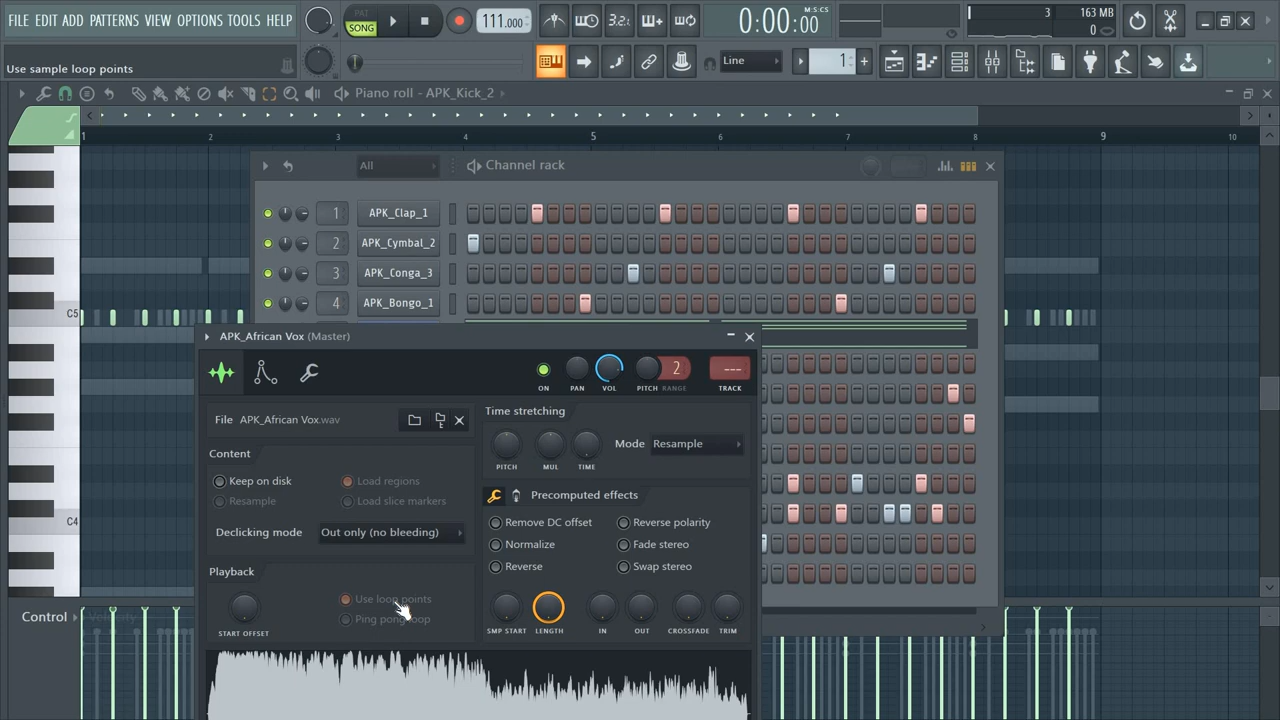 FILE EDIT ADD PATTERNS VIEW OPTIONS TOOLS HELP
PAT
SONG
111.000
3.2..
0:00:00
M:S:CS
3
163 MB
0
Use sample loop points
Line
1
Piano roll - APK_Kick_2
1 2 3 4 5 6 7 8 9 10
All
Channel rack
1 APK_Clap_1
2 APK_Cymbal_2
3 APK_Conga_3
4 APK_Bongo_1
C5
APK_African Vox (Master)
2
---
ON PAN VOL PITCH RANGE TRACK
File APK_African Vox.wav
Time stretching
Mode Resample
PITCH MUL TIME
Content
Keep on disk
Load regions
Resample
Load slice markers
Precomputed effects
Remove DC offset
Reverse polarity
Declicking mode Out only (no bleeding)
Normalize
Fade stereo
Reverse
Swap stereo
C4
Playback
Use loop points
Ping pong loop
START OFFSET
SMP START LENGTH IN OUT CROSSFADE TRIM
Control Velocity